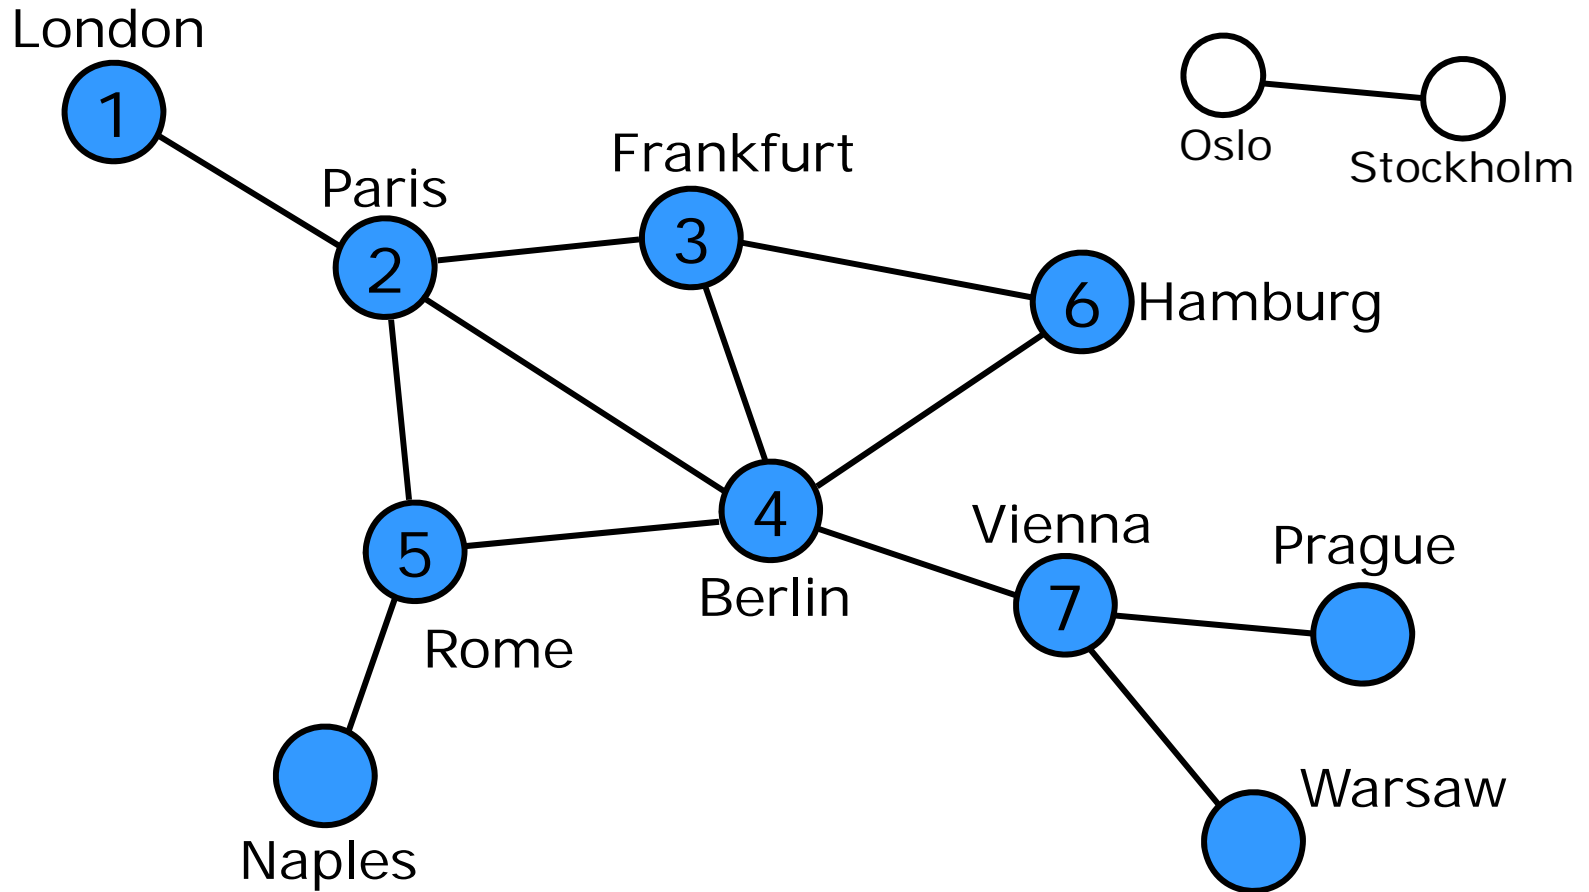 London
1
Oslo
Stockholm
Frankfurt
Paris
3
2
6
Hamburg
4
Vienna
Prague
5
Berlin
7
Rome
Warsaw
Naples